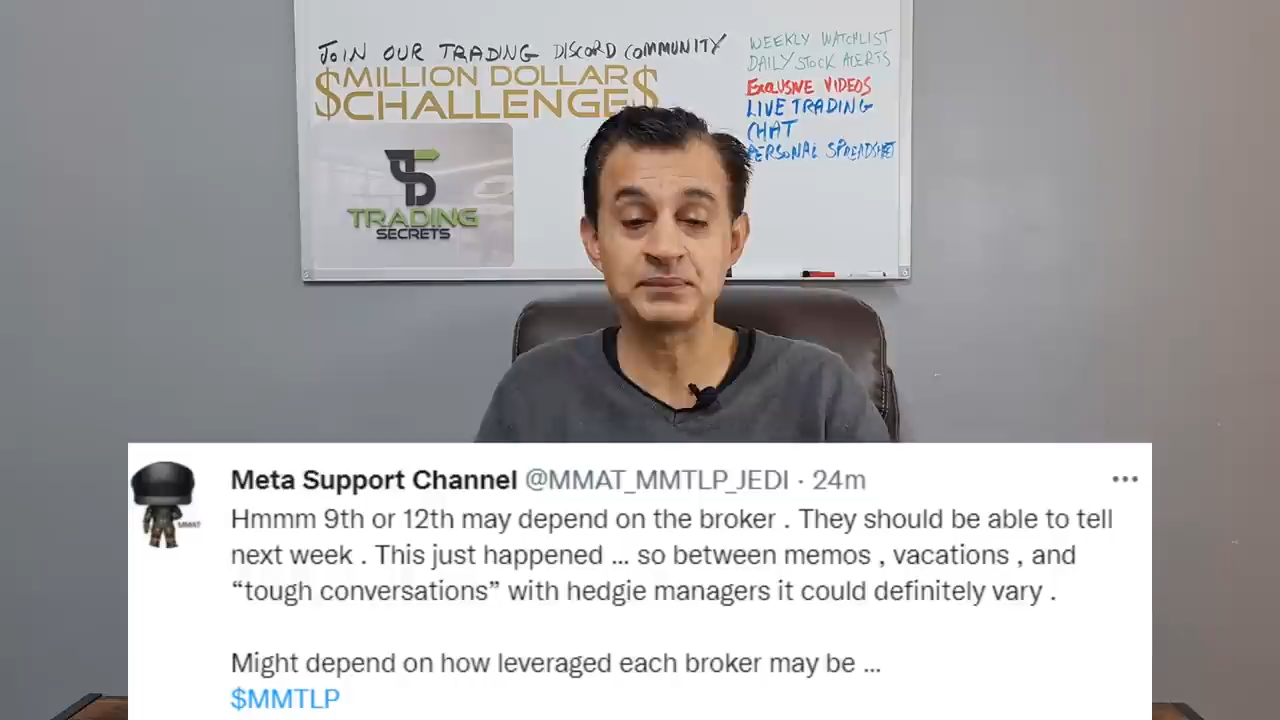 JOIN OUR TRADING DISCORD COMMUNITY
$MILLION DOLLAR$
CHALLENGE
TRADING
SECRETS
WEEKLY WATCHLIST
DAILY STOCK ALERTS
EXCLUSIVE VIDEOS
LIVE TRADING
CHAT
PERSONAL SPREADSHEET
Meta Support Channel @MMAT_MMTLP_JEDI · 24m
Hmmm 9th or 12th may depend on the broker . They should be able to tell
next week . This just happened ... so between memos , vacations , and
“tough conversations” with hedgie managers it could definitely vary .
Might depend on how leveraged each broker may be ...
$MMTLP
MMAT